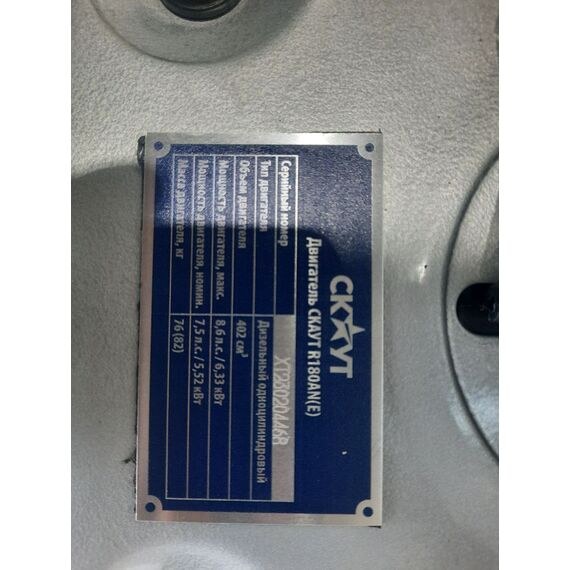 СКАУТ
Двигатель СКАУТ R180AN(E)
Серийный номер XT230204468
Тип двигателя Дизельный одноцилиндровый
Объем двигателя 402 см³
Мощность двигателя, макс. 8,6 л.с. / 6,33 кВт
Мощность двигателя, номин. 7,5 л.с. / 5,52 кВт
Масса двигателя, кг 76 (82)